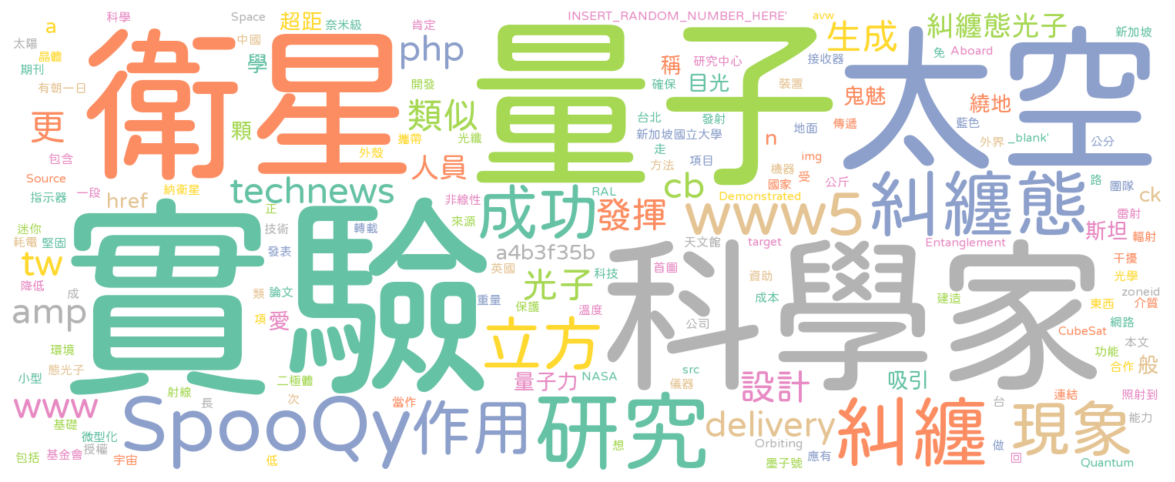 科學
Space
超距
奈米級
肯定
INSERT_RANDOM_NUMBER_HERE'
avw
糾纏態光子
新加坡
a
太陽
晶體
期刊
有朝一日
中國
學
php
開發
衛星
量子
稱
研究中心
目光
確保
裝置
生成
接收器
鬼魅
免
Aboard
繞地
太空
更
顆
類似
攜帶
光纖
台北
發射
新加坡國立大學
走
方法
項目
地面
傳遞
藍色
外界
_blank'
公分
包含
外殼
人員
n
機器
img
Source
指示器
一段
納衛星
technews
非線性
RAL
cb
國家
受
公斤
路
團隊
ck
href
正
迷你
耗電
堅固
技術
轉載
來源
成功
發揮
www5
Demonstrated
糾纏態
斯坦
雷射
輻射
tw
發表
實驗
a4b3f35b
天文館
target
Entanglement
干擾
光學
降低
成
類
論文
英國
科技
首圖
科學家
zoneid
amp
項
愛
重量
光子
保護
溫度
資助
成本
建造
東西
介質
網路
CubeSat
環境
立方
公司
本文
功能
合作
般
小型
態光子
二極體
量子力
NASA
src
儀器
設計
吸引
照射到
www
射線
長
次
當作
連結
台
能力
基礎
SpooQy
作用
研究
delivery
糾纏
現象
微型化
授權
包括
基金會
宇宙
低
想
Orbiting
墨子號
應有
做
回
Quantum